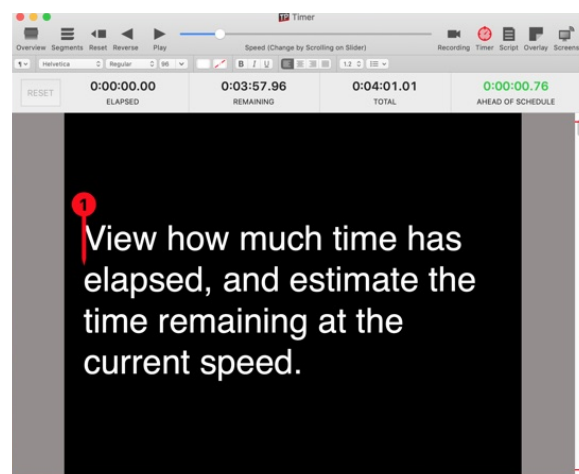 TP Timer
Overview Segments Reset Reverse Play Speed (Change by Scrolling on Slider) Recording Timer Script Overlay Screens
¶ Helvetica Regular 96 B I U 1.2
RESET 0:00:00.00 0:03:57.96 0:04:01.01 0:00:00.76
ELAPSED REMAINING TOTAL AHEAD OF SCHEDULE
1
View how much time has
elapsed, and estimate the
time remaining at the
current speed.